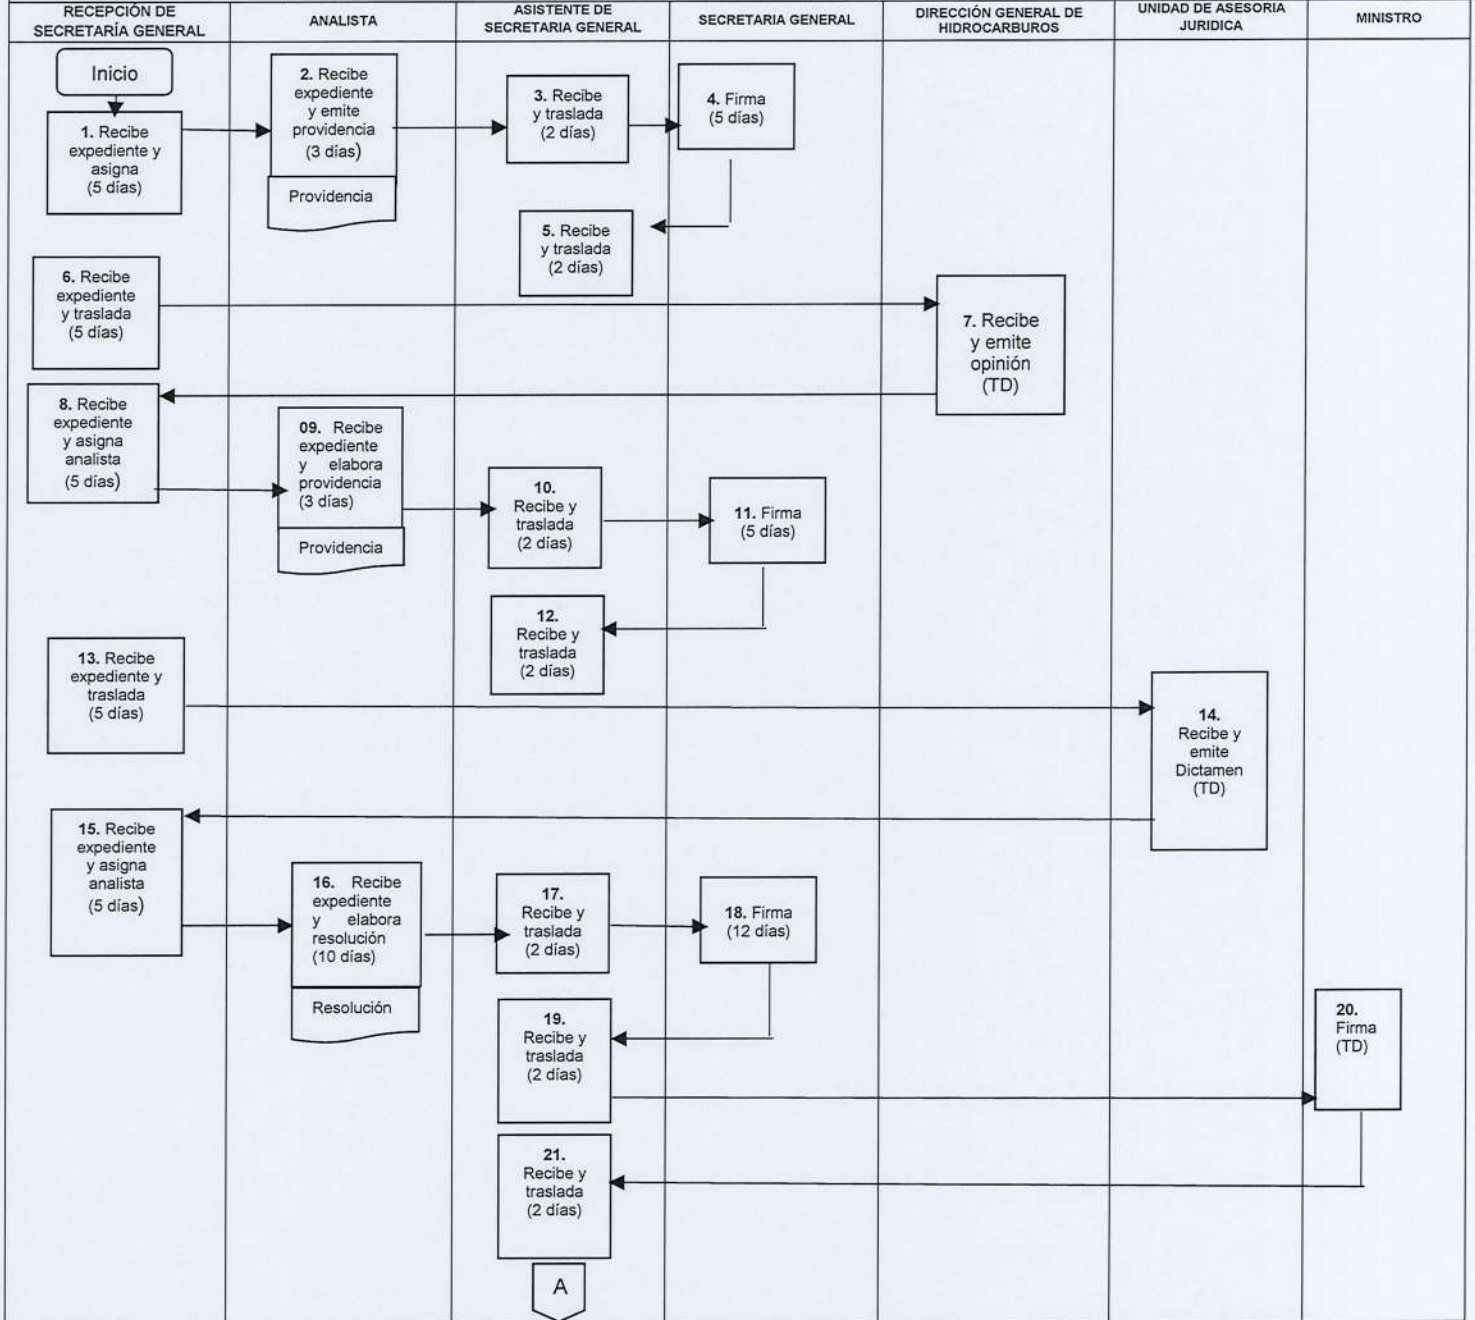 RECEPCIÓN DE
SECRETARÍA GENERAL
ANALISTA
ASISTENTE DE
SECRETARIA GENERAL
SECRETARIA GENERAL
DIRECCIÓN GENERAL DE
HIDROCARBUROS
UNIDAD DE ASESORIA
JURIDICA
MINISTRO
Inicio
1. Recibe
expediente y
asigna
(5 días)
2. Recibe
expediente
y emite
providencia
(3 días)
Providencia
3. Recibe
y traslada
(2 días)
4. Firma
(5 días)
5. Recibe
y traslada
(2 días)
6. Recibe
expediente
y traslada
(5 días)
7. Recibe
y emite
opinión
(TD)
8. Recibe
expediente
y asigna
analista
(5 días)
09. Recibe
expediente
y elabora
providencia
(3 días)
Providencia
10.
Recibe y
traslada
(2 días)
11. Firma
(5 días)
12.
Recibe y
traslada
(2 días)
13. Recibe
expediente y
traslada
(5 días)
14.
Recibe y
emite
Dictamen
(TD)
15. Recibe
expediente
y asigna
analista
(5 días)
16. Recibe
expediente
y elabora
resolución
(10 días)
Resolución
17.
Recibe y
traslada
(2 días)
18. Firma
(12 días)
19.
Recibe y
traslada
(2 días)
20.
Firma
(TD)
21.
Recibe y
traslada
(2 días)
A